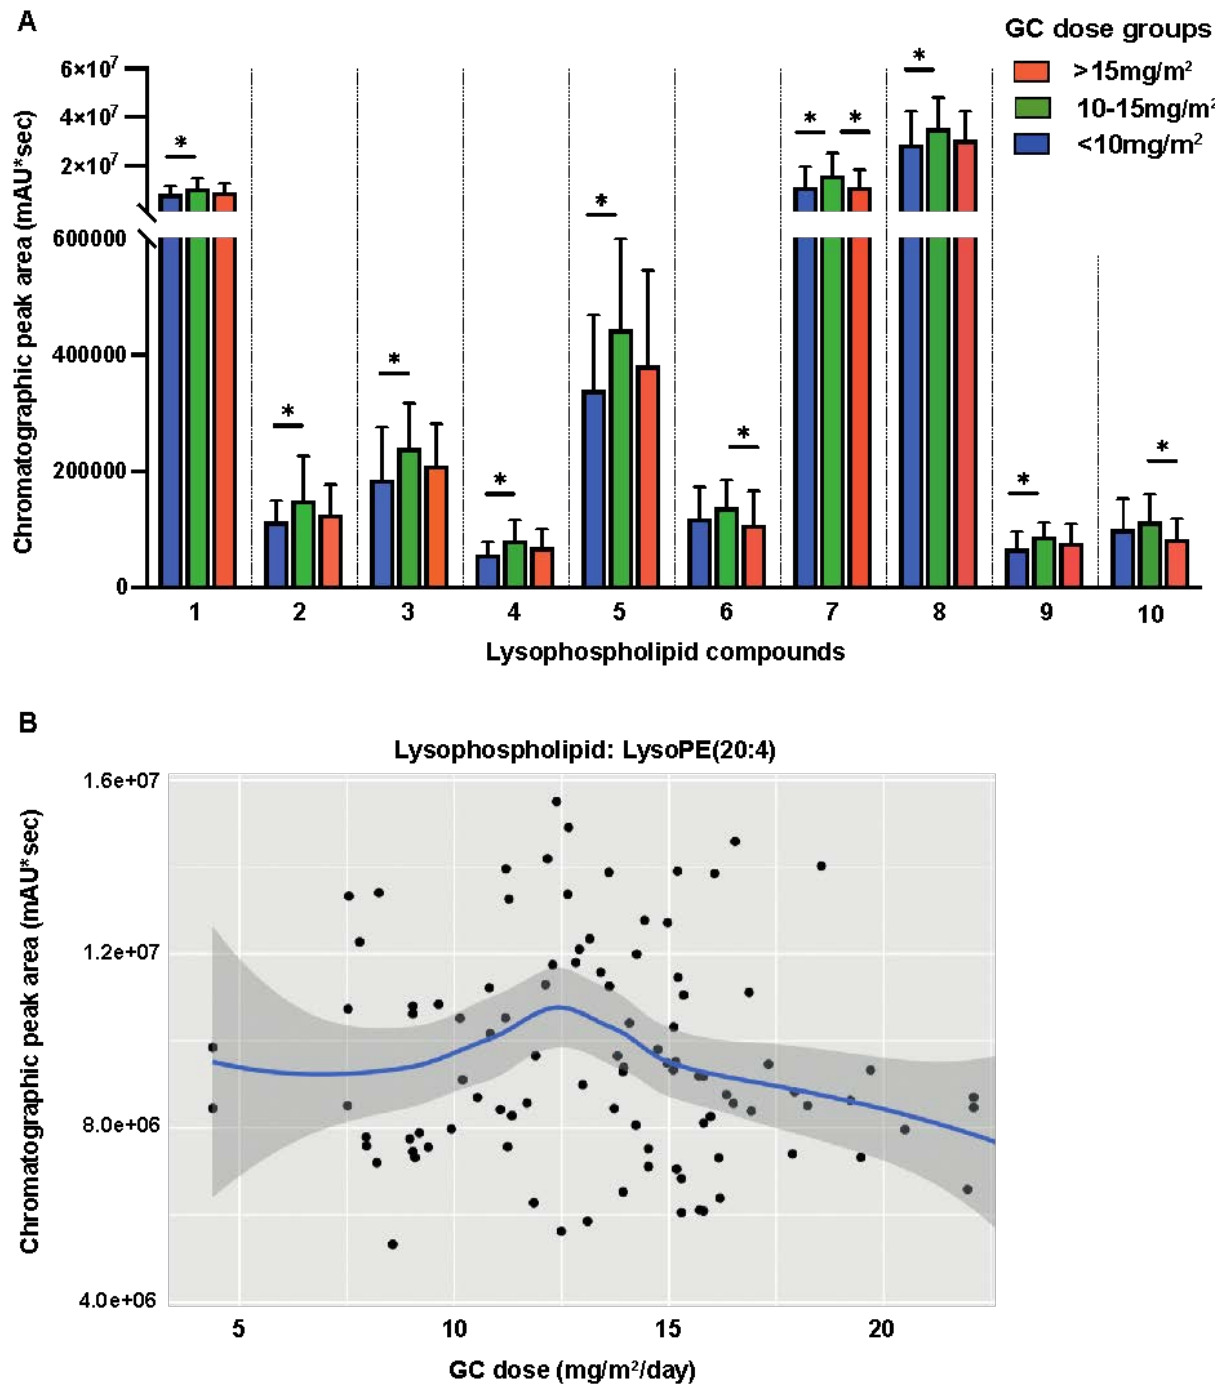 A
GC dose groups
>15mg/m²
10-15mg/m²
<10mg/m²
Chromatographic peak area (mAU*sec)
6×10⁷
4×10⁷
2×10⁷
600000
400000
200000
0
* * * * * * * * * * *
1 2 3 4 5 6 7 8 9 10
Lysophospholipid compounds
B
Lysophospholipid: LysoPE(20:4)
Chromatographic peak area (mAU*sec)
1.6e+07
1.2e+07
8.0e+06
4.0e+06
5 10 15 20
GC dose (mg/m²/day)